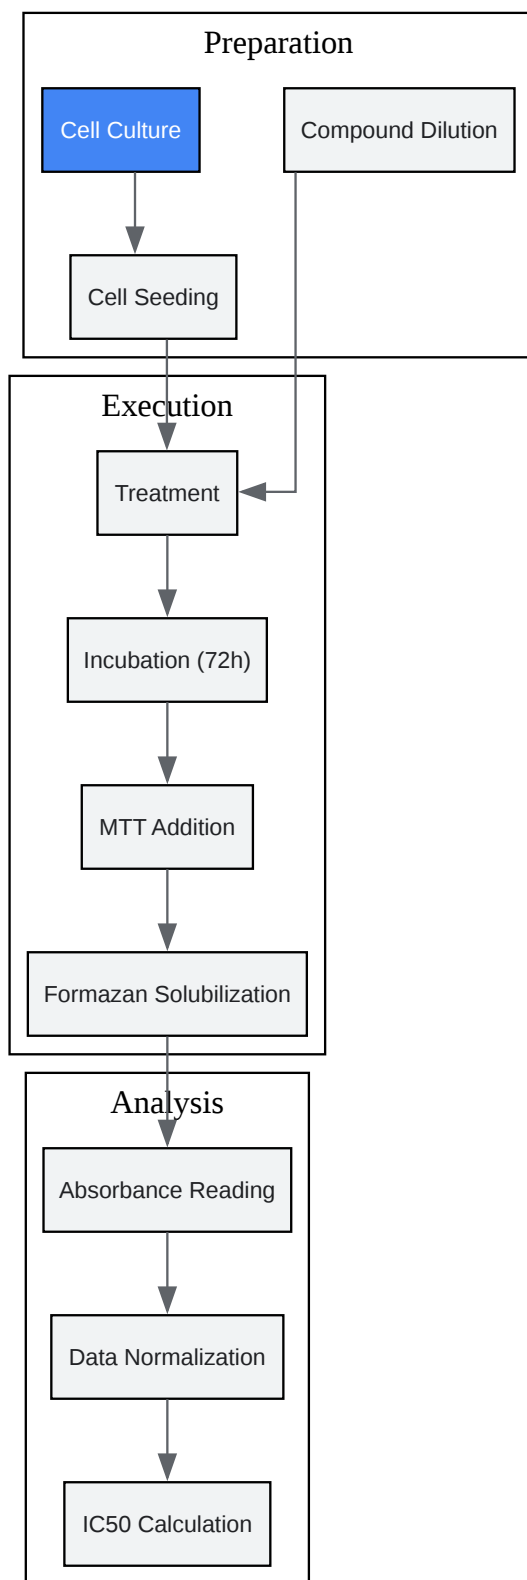 Preparation
Cell Culture
Compound Dilution
Cell Seeding
Execution
Treatment
Incubation (72h)
MTT Addition
Formazan Solubilization
Analysis
Absorbance Reading
Data Normalization
IC50 Calculation